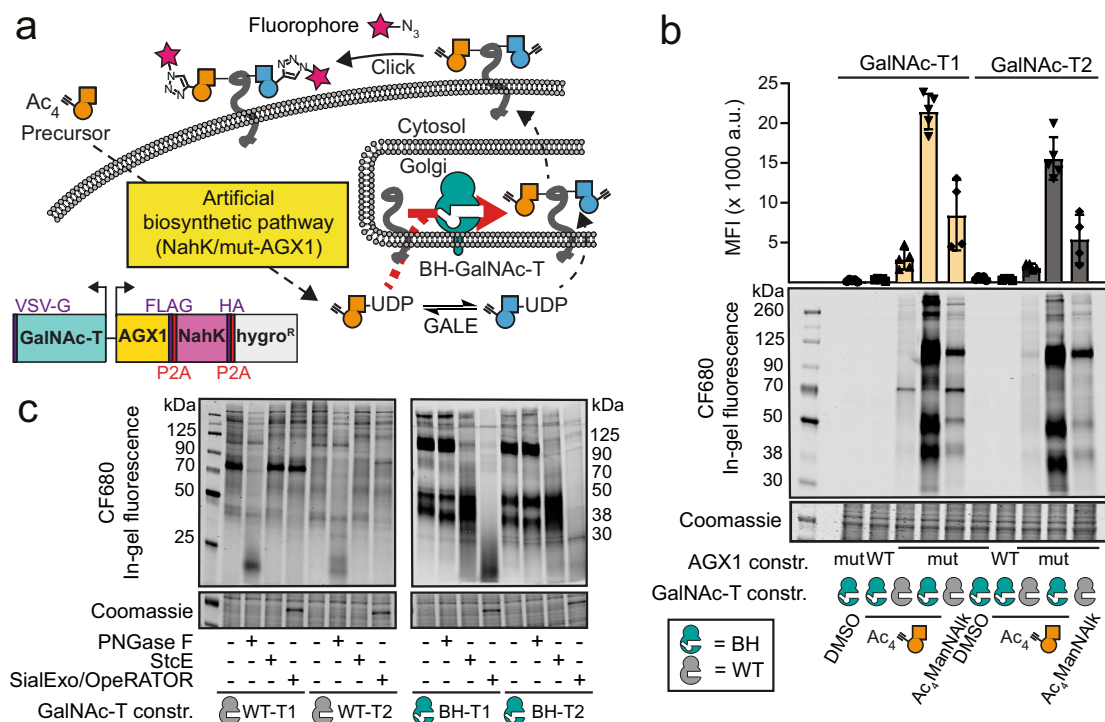 a
Fluorophore
N3
Click
Ac4
Precursor
N N N
N N N
Cytosol
Golgi
Artificial
biosynthetic pathway
(NahK/mut-AGX1)
BH-GalNAc-T
UDP
GALE
UDP
VSV-G
FLAG
HA
GalNAc-T
AGX1
NahK
hygroR
P2A
P2A
b
GalNAc-T1
GalNAc-T2
MFI (x 1000 a.u.)
25
20
15
10
5
kDa
260
125
90
70
50
38
30
CF680
In-gel fluorescence
Coomassie
AGX1 constr.
mut WT mut WT mut
GalNAc-T constr.
DMSO
Ac4
Ac4ManNAlk
DMSO
Ac4
Ac4ManNAlk
= BH
= WT
c
kDa
125
90
70
50
25
kDa
125
90
70
50
38
30
CF680
In-gel fluorescence
Coomassie
PNGase F - + - - - + - - - + - - - + - -
StcE - - + - - - + - - - + - - - + -
SialExo/OpeRATOR - - - + - - - + - - - + - - - +
GalNAc-T constr. WT-T1 WT-T2 BH-T1 BH-T2